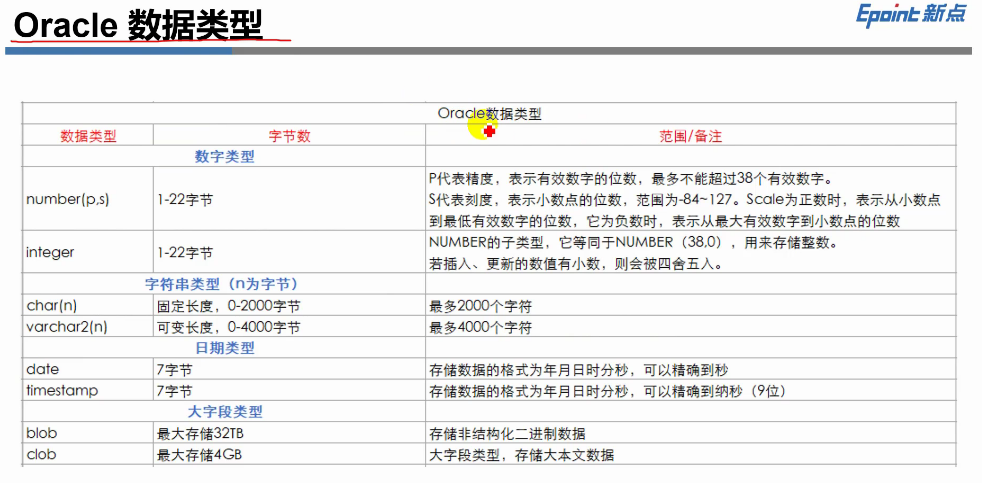 Oracle 数据类型
Epoint 新点
Oracle数据类型
数据类型 字节数 范围/备注
数字类型
number(p,s) 1-22字节 P代表精度，表示有效数字的位数，最多不能超过38个有效数字。
S代表刻度，表示小数点的位数，范围为-84~127。Scale为正数时，表示从小数点
到最低有效数字的位数，它为负数时，表示从最大有效数字到小数点的位数
integer 1-22字节 NUMBER的子类型，它等同于NUMBER（38,0），用来存储整数。
若插入、更新的数值有小数，则会被四舍五入。
字符串类型（n为字节）
char(n) 固定长度，0-2000字节 最多2000个字符
varchar2(n) 可变长度，0-4000字节 最多4000个字符
日期类型
date 7字节 存储数据的格式为年月日时分秒，可以精确到秒
timestamp 7字节 存储数据的格式为年月日时分秒，可以精确到纳秒（9位）
大字段类型
blob 最大存储32TB 存储非结构化二进制数据
clob 最大存储4GB 大字段类型，存储大本文数据